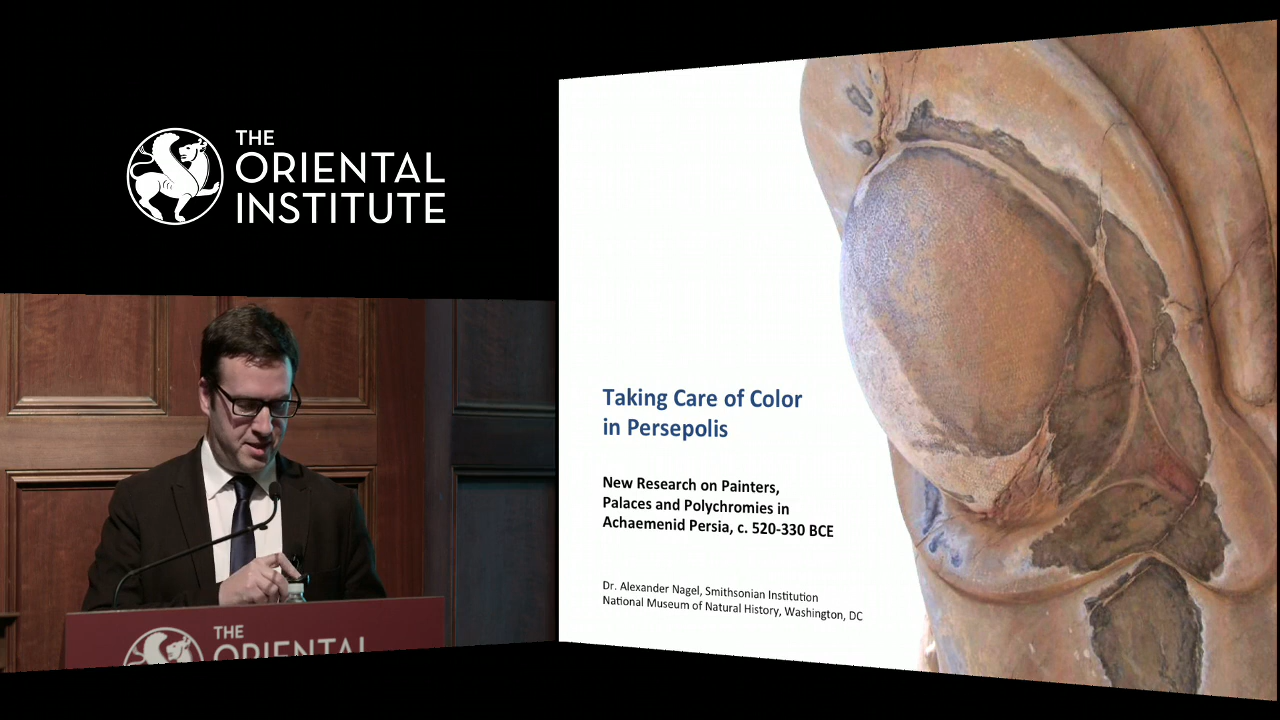 THE
ORIENTAL
INSTITUTE
Taking Care of Color
in Persepolis
New Research on Painters,
Palaces and Polychromies in
Achaemenid Persia, c. 520-330 BCE
Dr. Alexander Nagel, Smithsonian Institution
National Museum of Natural History, Washington, DC
THE
ORIENTAL